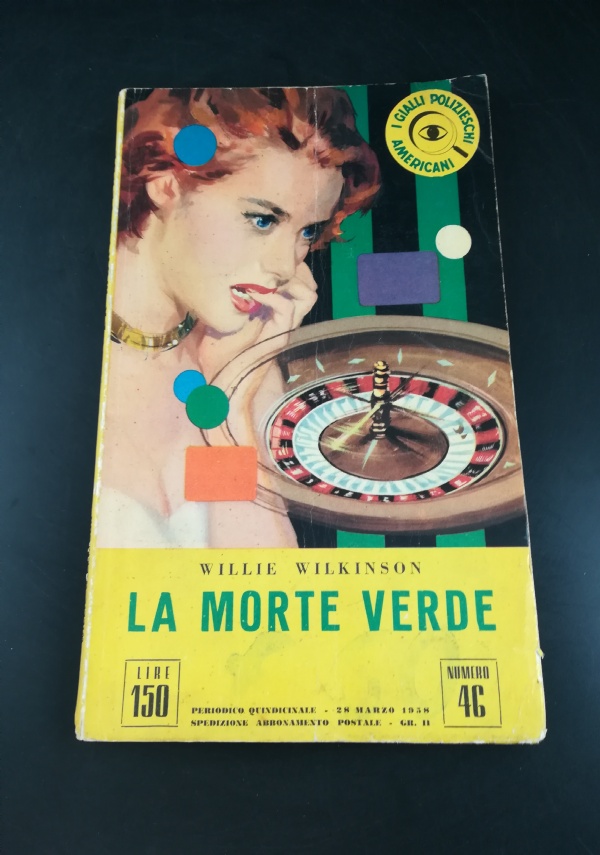 I GIALLI POLIZIESCHI
AMERICANI
WILLIE WILKINSON
LA MORTE VERDE
LIRE
150
PERIODICO QUINDICINALE - 28 MARZO 1958
SPEDIZIONE ABBONAMENTO POSTALE - GR. II
NUMERO
46